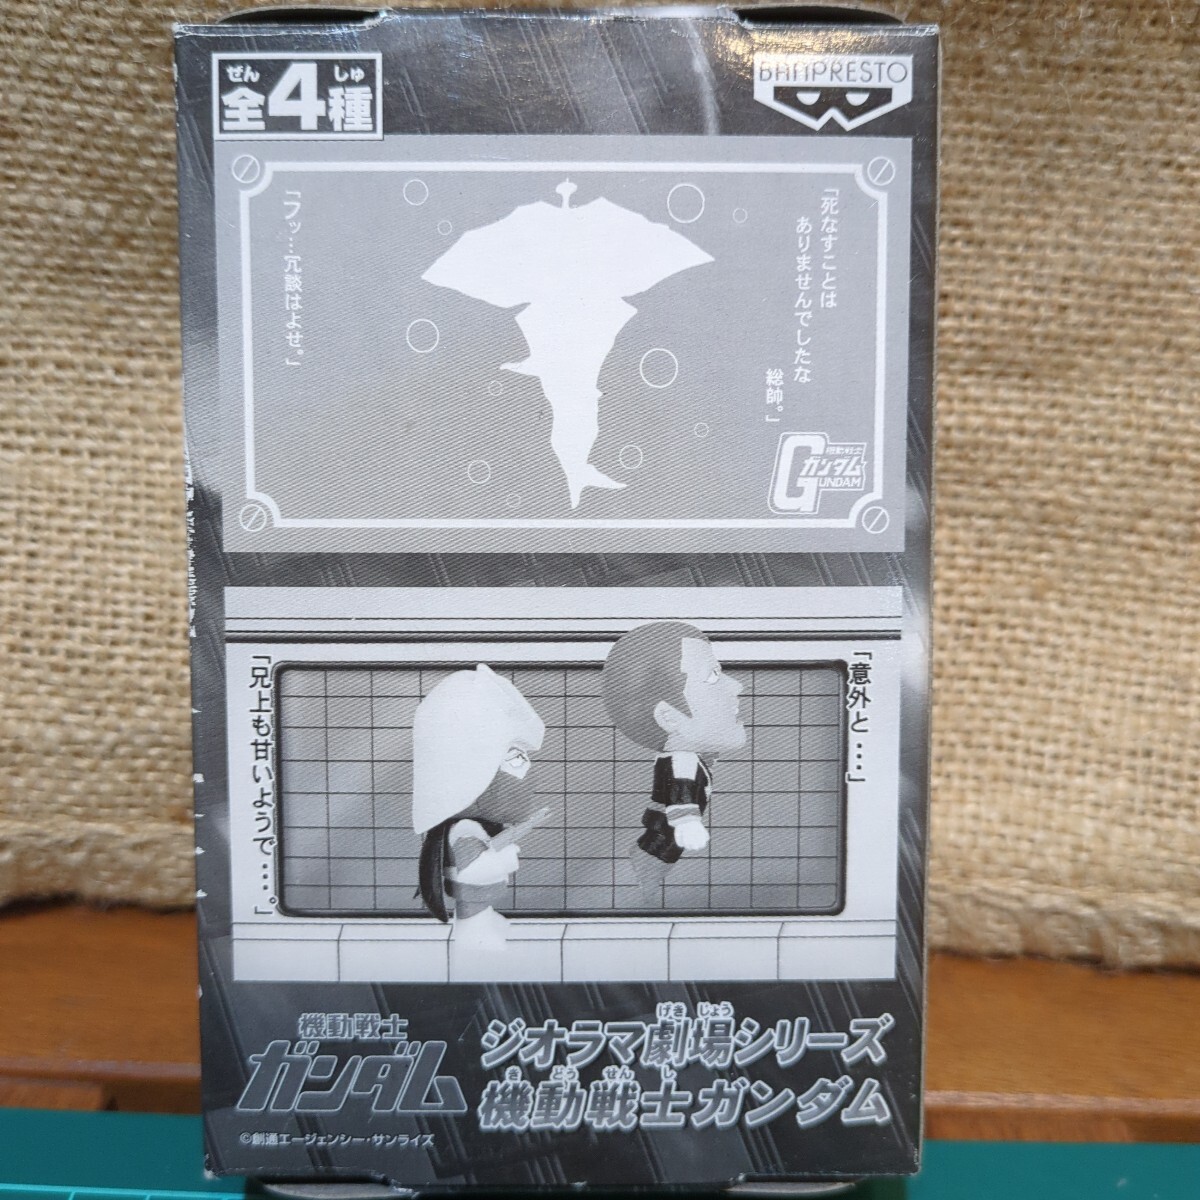 ぜん しゅ
全4種
BANPRESTO
「死なすことは
ありませんでしたな
総帥。」
「フッ…冗談はよせ。」
機動戦士
ガンダム
GUNDAM
「意外と…」
「兄上も甘いようで…。」
機動戦士
ガンダム
げき じょう
ジオラマ劇場シリーズ
き どう せん し
機動戦士ガンダム
©創通エージェンシー・サンライズ